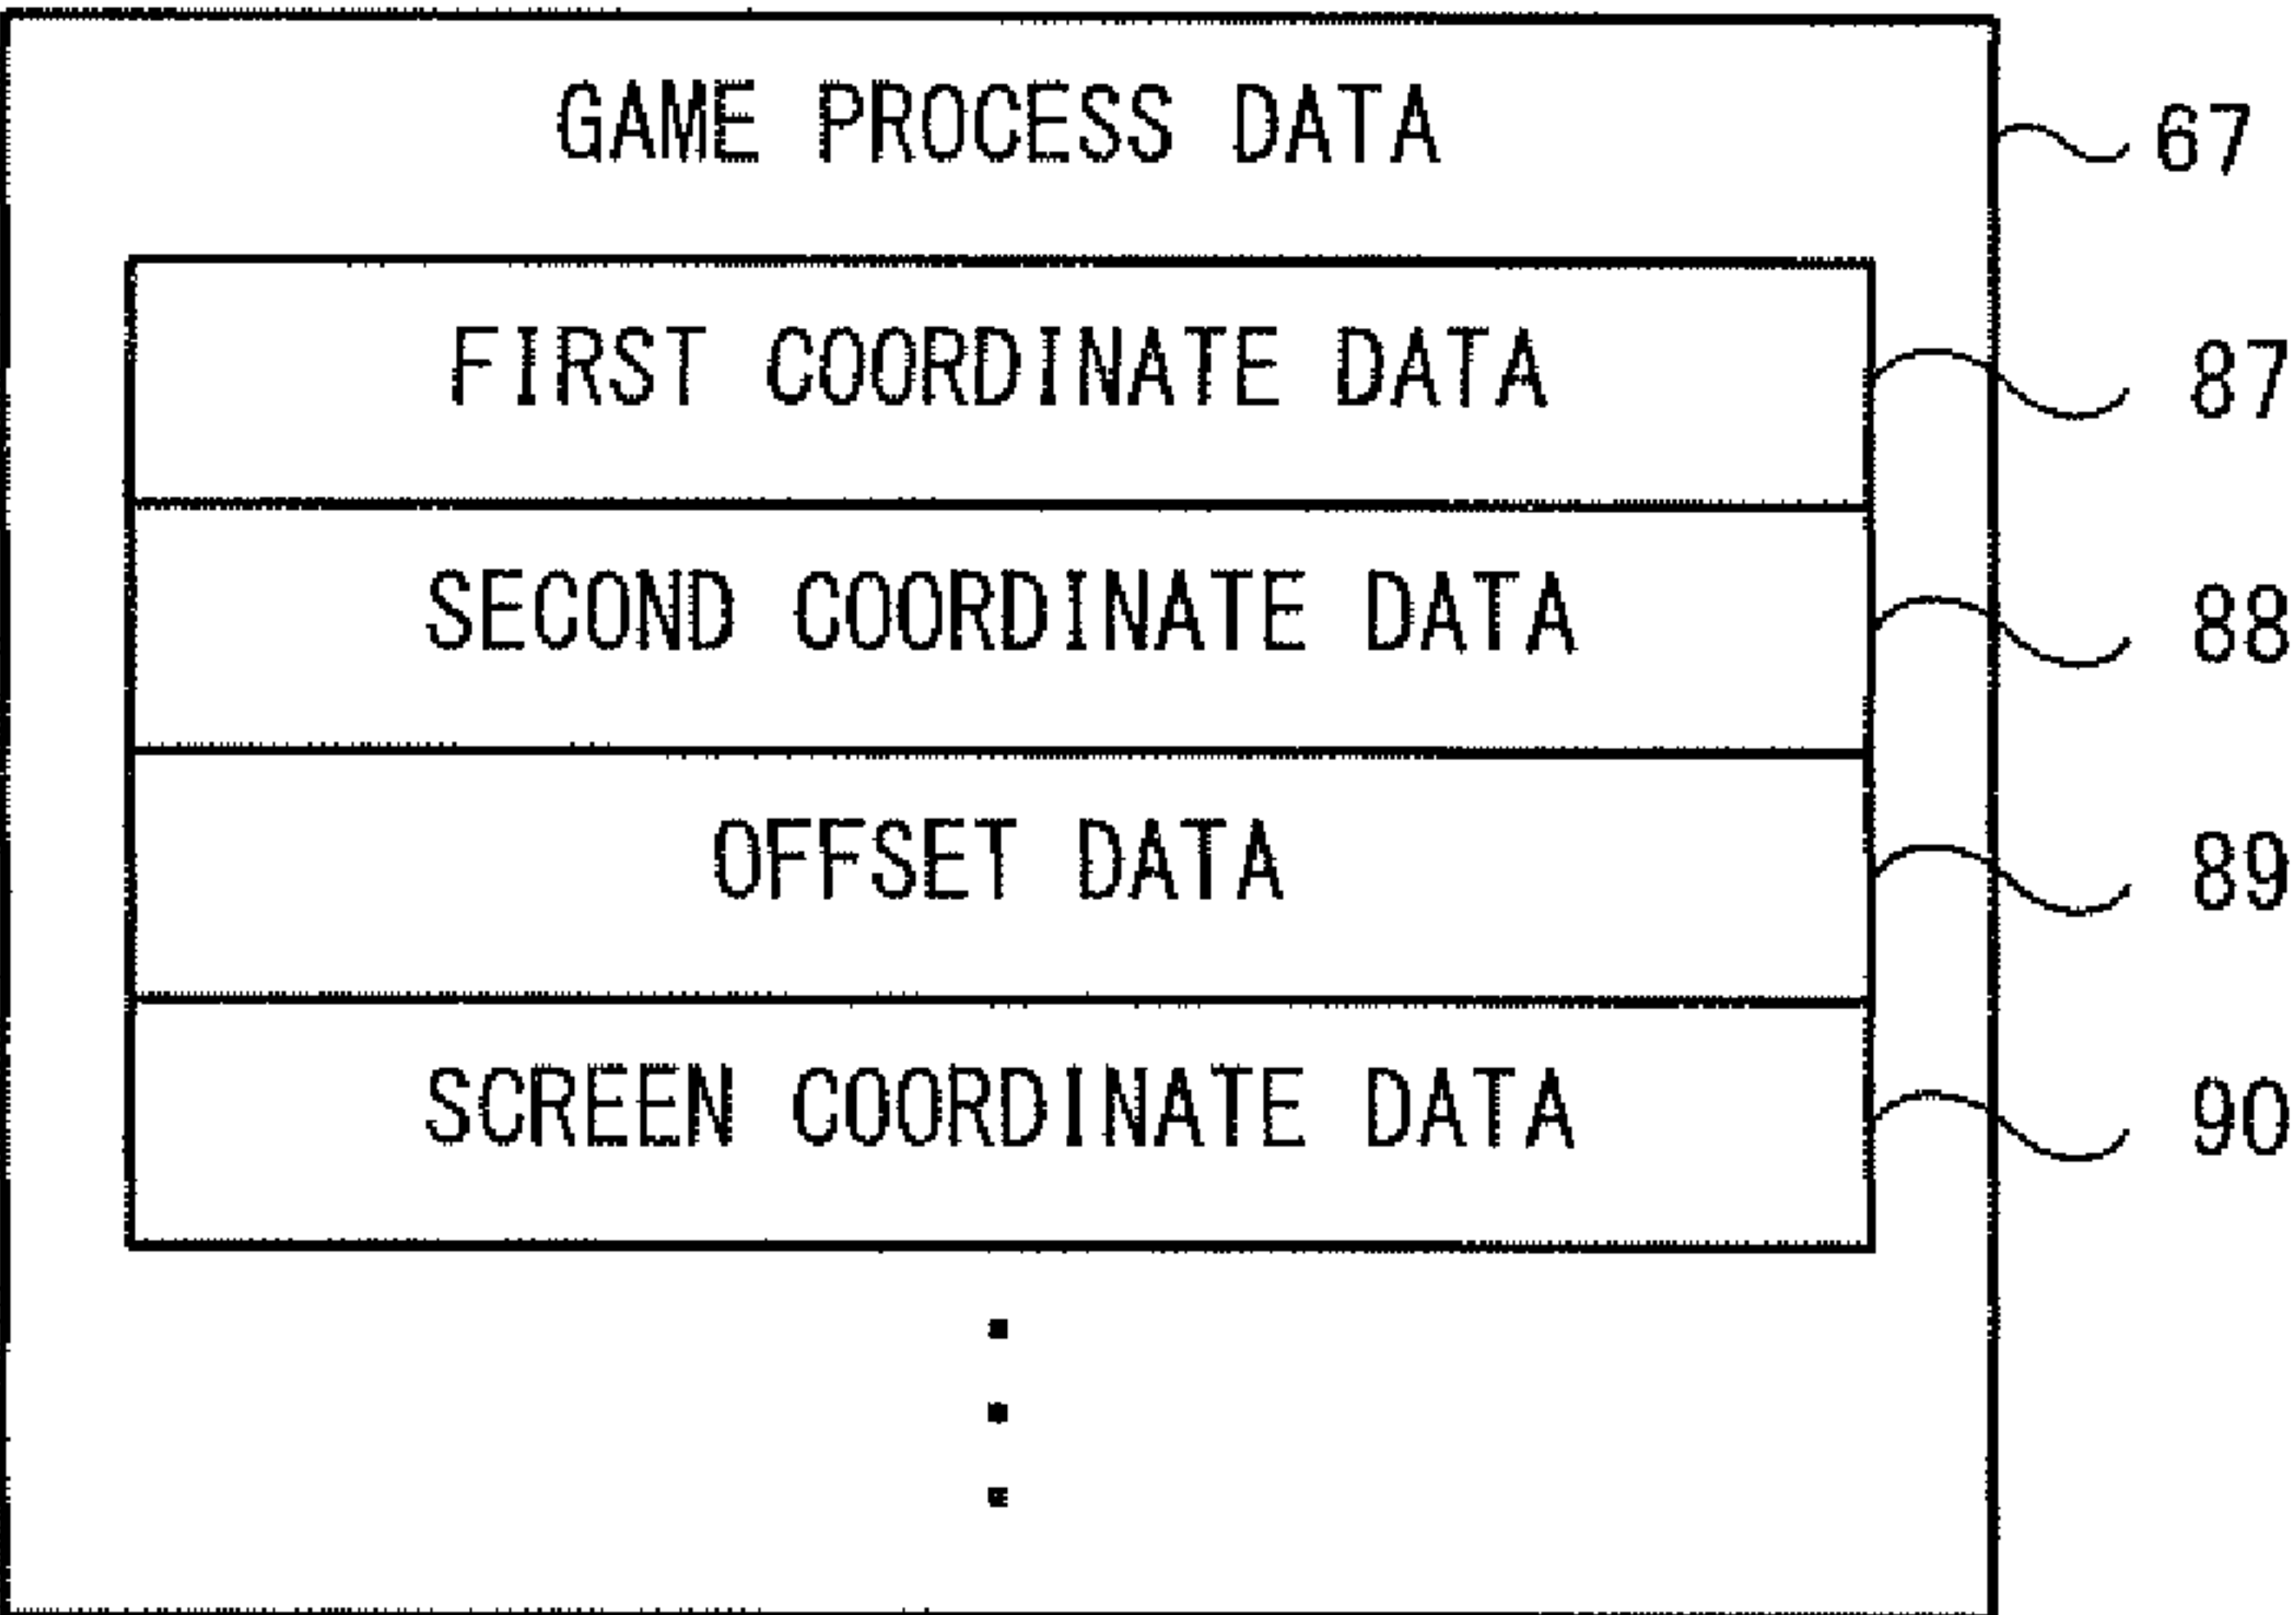 GAME PROCESS DATA 67
FIRST COORDINATE DATA 87
SECOND COORDINATE DATA 88
OFFSET DATA 89
SCREEN COORDINATE DATA 90